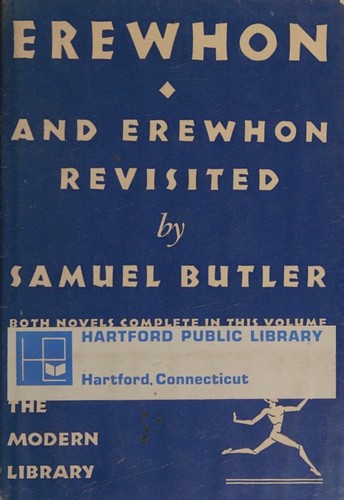 EREWHON
AND EREWHON
REVISITED
by
SAMUEL BUTLER
BOTH NOVELS COMPLETE IN THIS VOLUME
HARTFORD PUBLIC LIBRARY
Hartford, Connecticut
THE
MODERN
LIBRARY